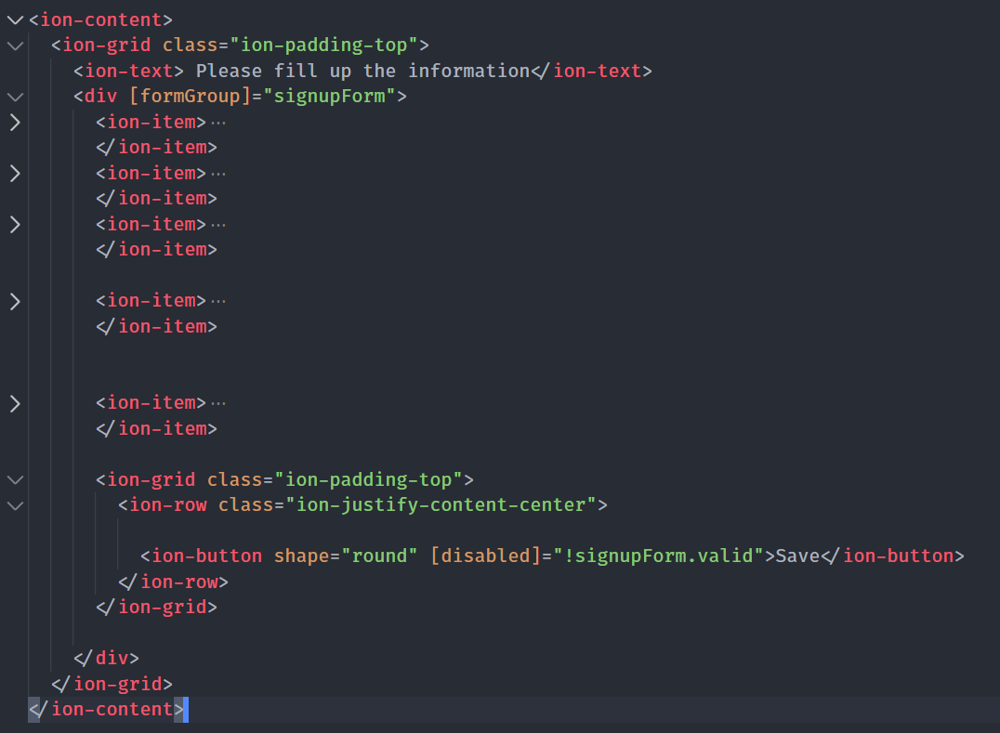 <ion-content>
<ion-grid class="ion-padding-top">
<ion-text> Please fill up the information</ion-text>
<div [formGroup]="signupForm">
<ion-item>···
</ion-item>
<ion-item>···
</ion-item>
<ion-item>···
</ion-item>
<ion-item>···
</ion-item>
<ion-item>···
</ion-item>
<ion-grid class="ion-padding-top">
<ion-row class="ion-justify-content-center">
<ion-button shape="round" [disabled]="!signupForm.valid">Save</ion-button>
</ion-row>
</ion-grid>
</div>
</ion-grid>
</ion-content>